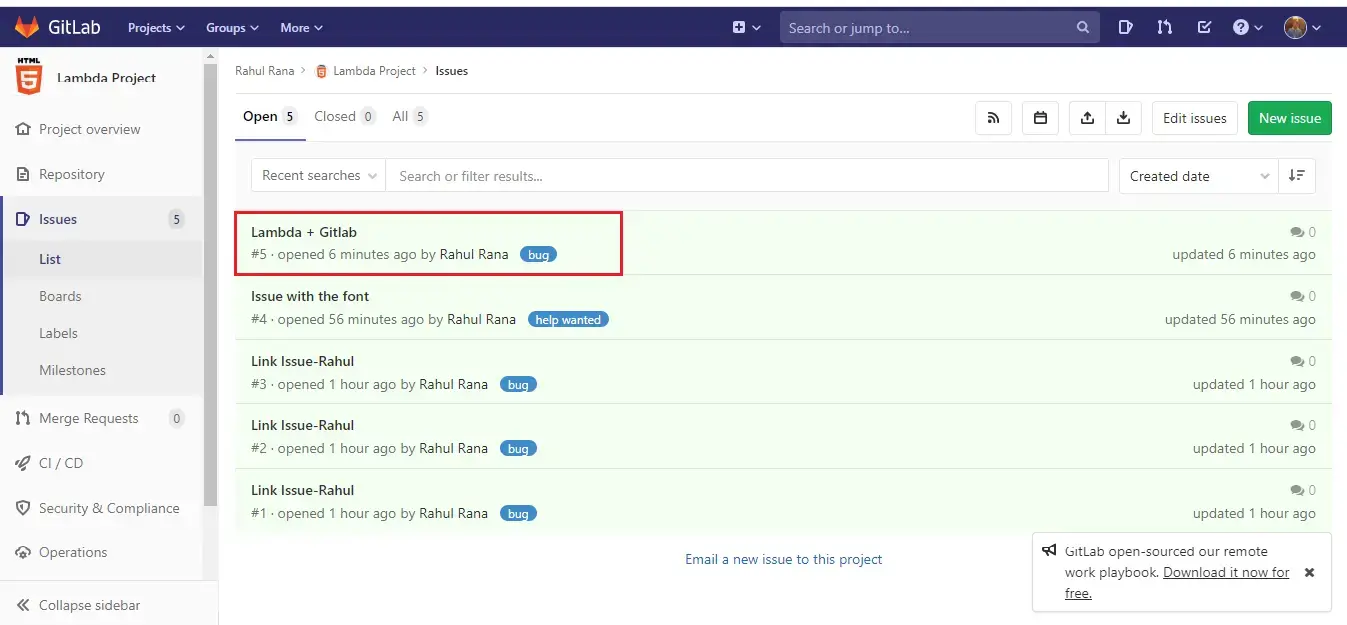 GitLab Projects Groups More Search or jump to...
HTML
Lambda Project
Project overview
Repository
Issues 5
List
Boards
Labels
Milestones
Merge Requests 0
CI / CD
Security & Compliance
Operations
Collapse sidebar
Rahul Rana > Lambda Project > Issues
Open 5 Closed 0 All 5 Edit issues New issue
Recent searches Search or filter results... Created date
Lambda + Gitlab 0
#5 · opened 6 minutes ago by Rahul Rana bug updated 6 minutes ago
Issue with the font 0
#4 · opened 56 minutes ago by Rahul Rana help wanted updated 56 minutes ago
Link Issue-Rahul 0
#3 · opened 1 hour ago by Rahul Rana bug updated 1 hour ago
Link Issue-Rahul 0
#2 · opened 1 hour ago by Rahul Rana bug updated 1 hour ago
Link Issue-Rahul 0
#1 · opened 1 hour ago by Rahul Rana bug updated 1 hour ago
Email a new issue to this project
GitLab open-sourced our remote
work playbook. Download it now for
free.